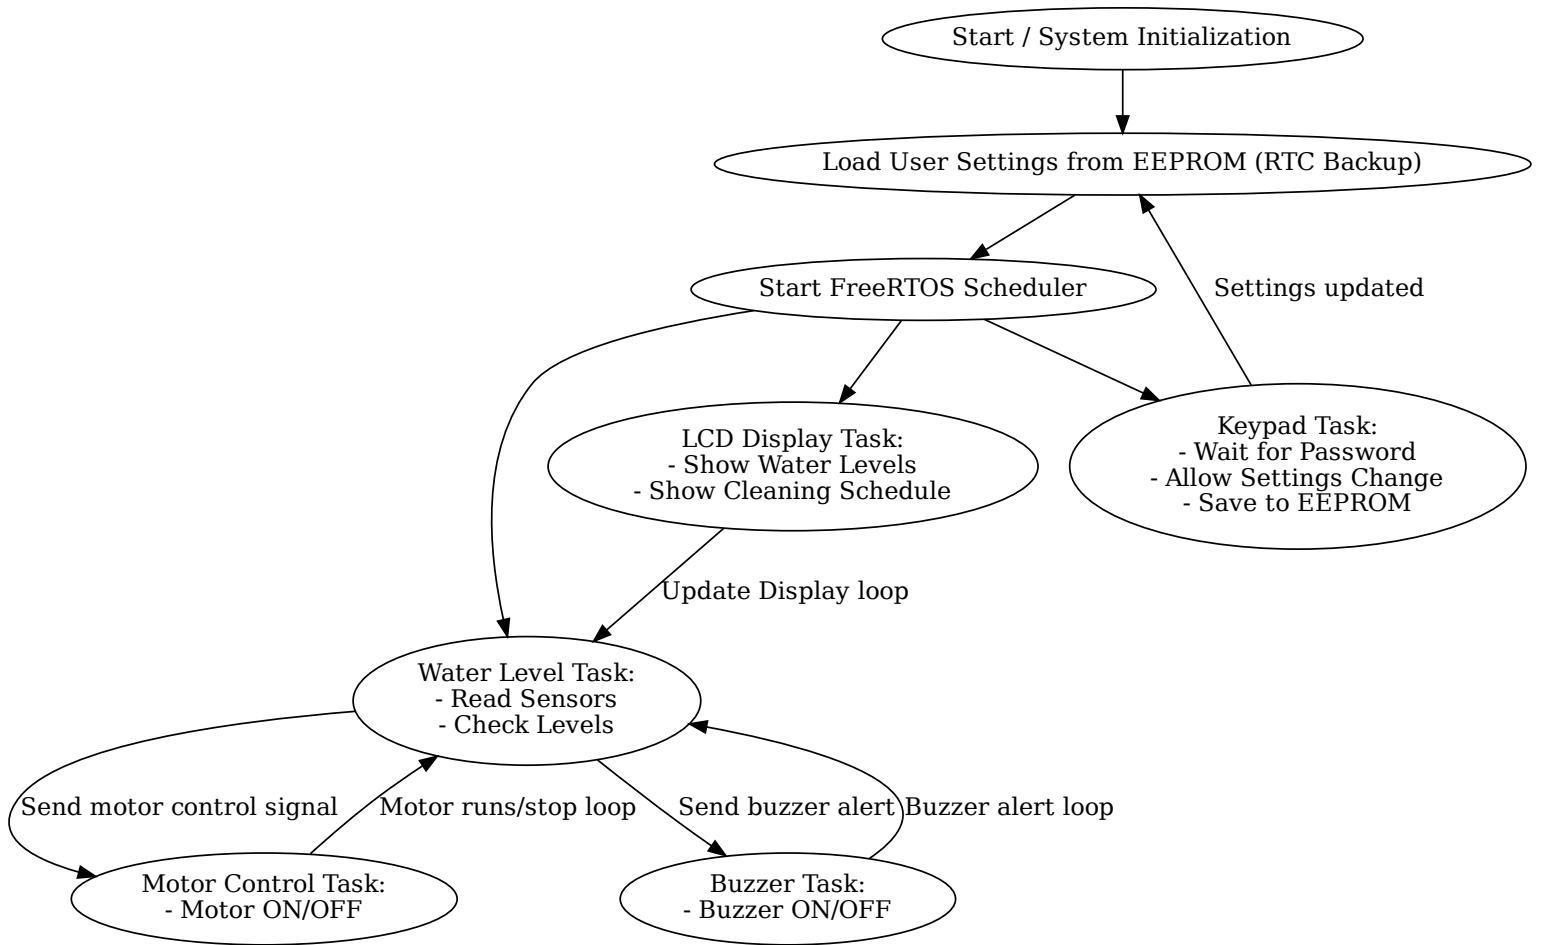 Start / System Initialization
Load User Settings from EEPROM (RTC Backup)
Start FreeRTOS Scheduler
Settings updated
LCD Display Task:
- Show Water Levels
- Show Cleaning Schedule
Keypad Task:
- Wait for Password
- Allow Settings Change
- Save to EEPROM
Update Display loop
Water Level Task:
- Read Sensors
- Check Levels
Send motor control signal
Motor runs/stop loop
Send buzzer alert
Buzzer alert loop
Motor Control Task:
- Motor ON/OFF
Buzzer Task:
- Buzzer ON/OFF